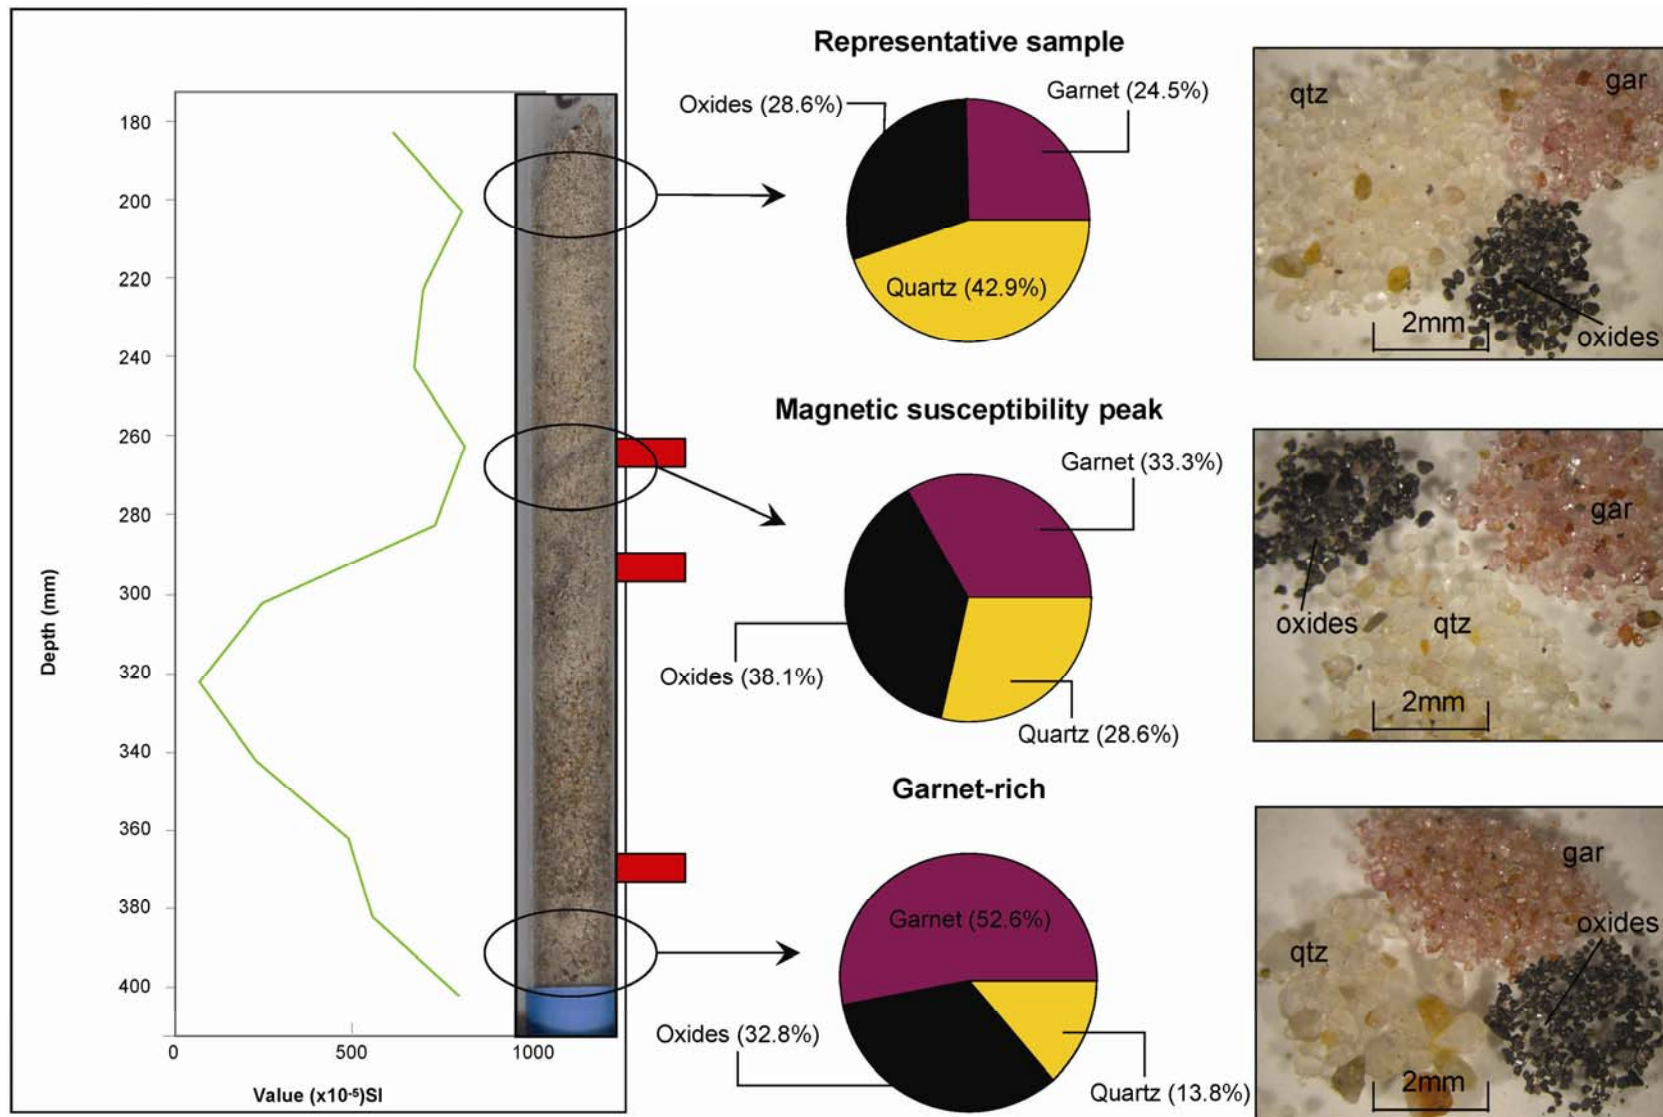 Depth (mm)
180
200
220
240
260
280
300
320
340
360
380
400
0
500
1000
Value (x10⁻⁵)SI
Representative sample
Oxides (28.6%)
Garnet (24.5%)
Quartz (42.9%)
Magnetic susceptibility peak
Garnet (33.3%)
Oxides (38.1%)
Quartz (28.6%)
Garnet-rich
Garnet (52.6%)
Oxides (32.8%)
Quartz (13.8%)
qtz
gar
2mm
oxides
gar
oxides
qtz
2mm
gar
oxides
qtz
2mm